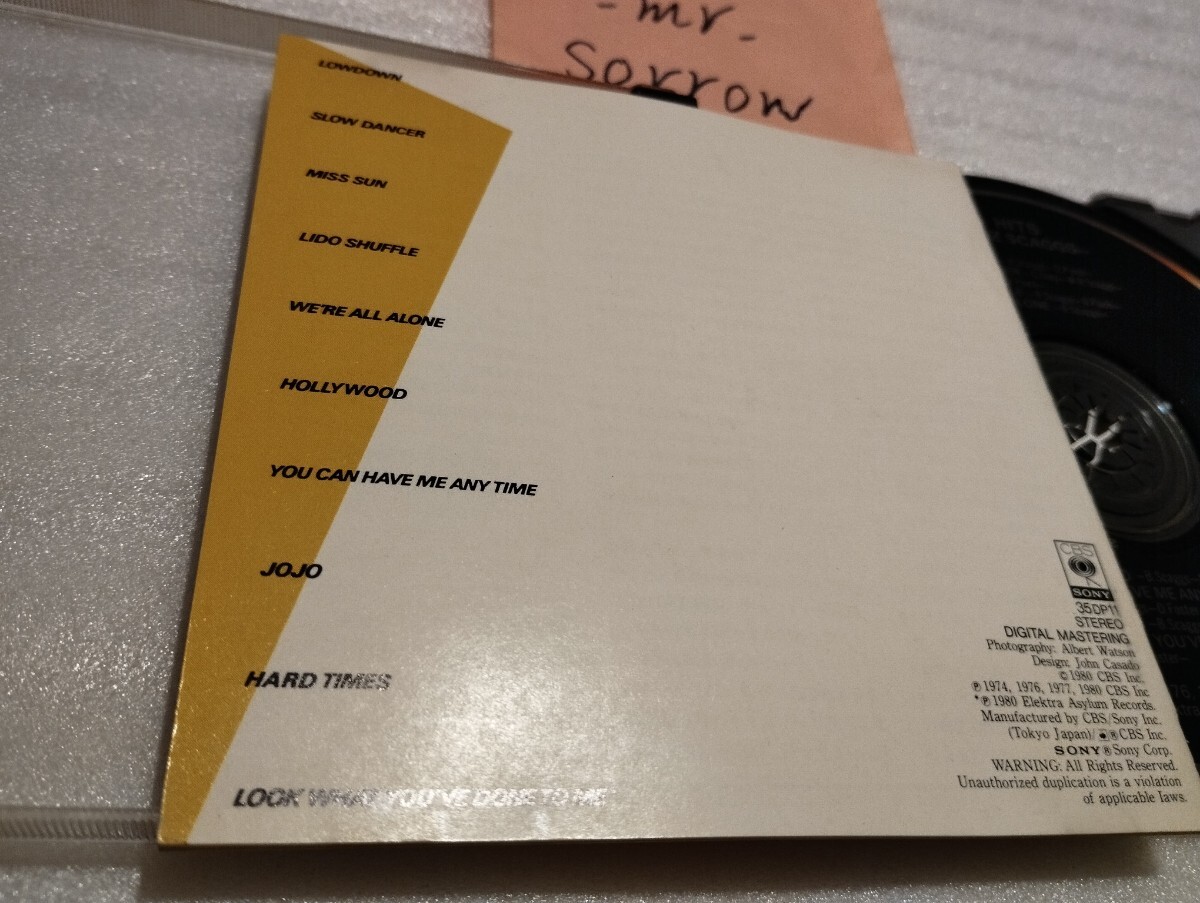 -mr-
Sorrow
LOWDOWN
SLOW DANCER
MISS SUN
LIDO SHUFFLE
WE'RE ALL ALONE
HOLLYWOOD
YOU CAN HAVE ME ANY TIME
JOJO
HARD TIMES
LOOK WHAT YOU'VE DONE TO ME
CBS
SONY
35DP11
STEREO
DIGITAL MASTERING
Photography: Albert Watson
Design: John Casado
©1980 CBS Inc.
℗1974, 1976, 1977, 1980 CBS Inc
*℗1980 Elektra Asylum Records.
Manufactured by CBS/Sony Inc.
(Tokyo Japan)/ ®CBS Inc.
SONY®Sony Corp.
WARNING: All Rights Reserved.
Unauthorized duplication is a violation
of applicable laws.
HITS